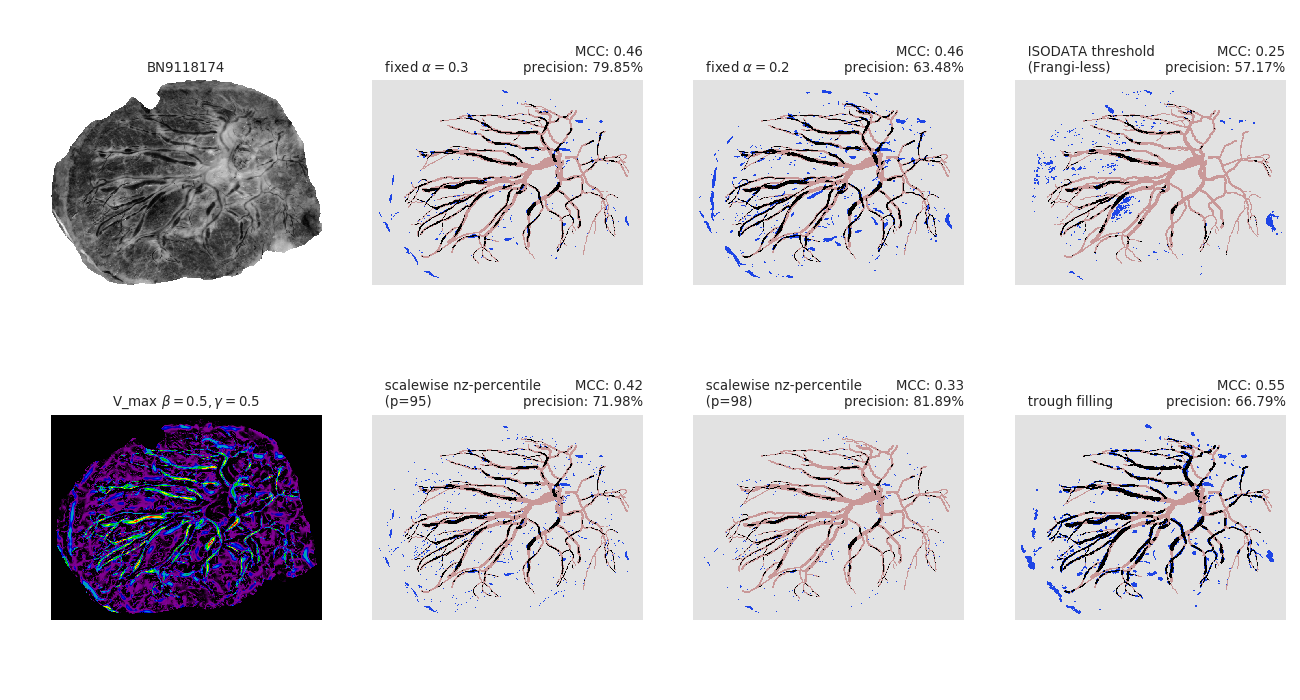 BN9118174
fixed α = 0.3
MCC: 0.46
precision: 79.85%
fixed α = 0.2
MCC: 0.46
precision: 63.48%
ISODATA threshold
(Frangi-less)
MCC: 0.25
precision: 57.17%
V_max β = 0.5, γ = 0.5
scalewise nz-percentile
(p=95)
MCC: 0.42
precision: 71.98%
scalewise nz-percentile
(p=98)
MCC: 0.33
precision: 81.89%
trough filling
MCC: 0.55
precision: 66.79%